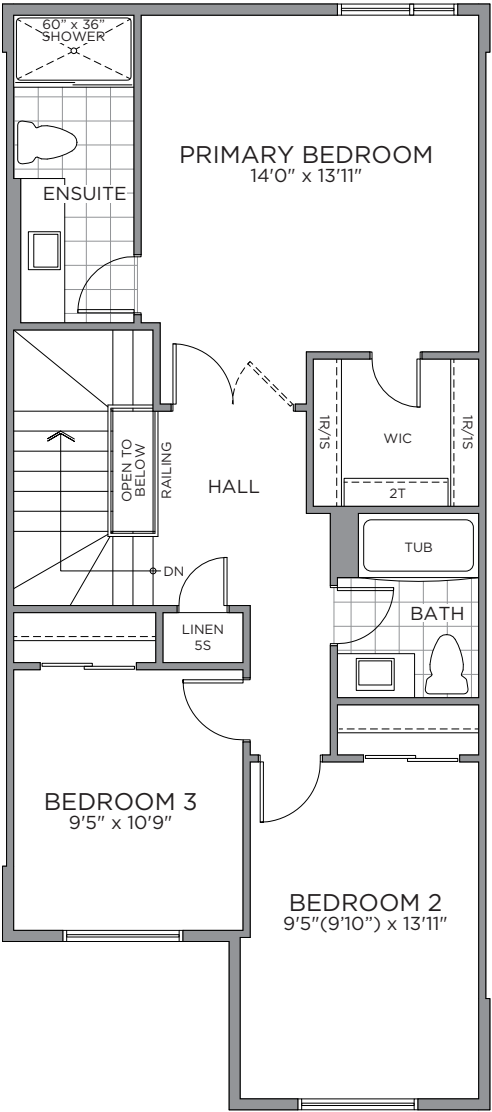 60” x 36”
SHOWER
PRIMARY BEDROOM
14'0" x 13'11"
ENSUITE
OPEN TO
BELOW
RAILING
HALL
1R/1S
WIC
1R/1S
2T
TUB
DN
BATH
LINEN
5S
BEDROOM 3
9'5" x 10'9"
BEDROOM 2
9'5"(9'10”) x 13'11"